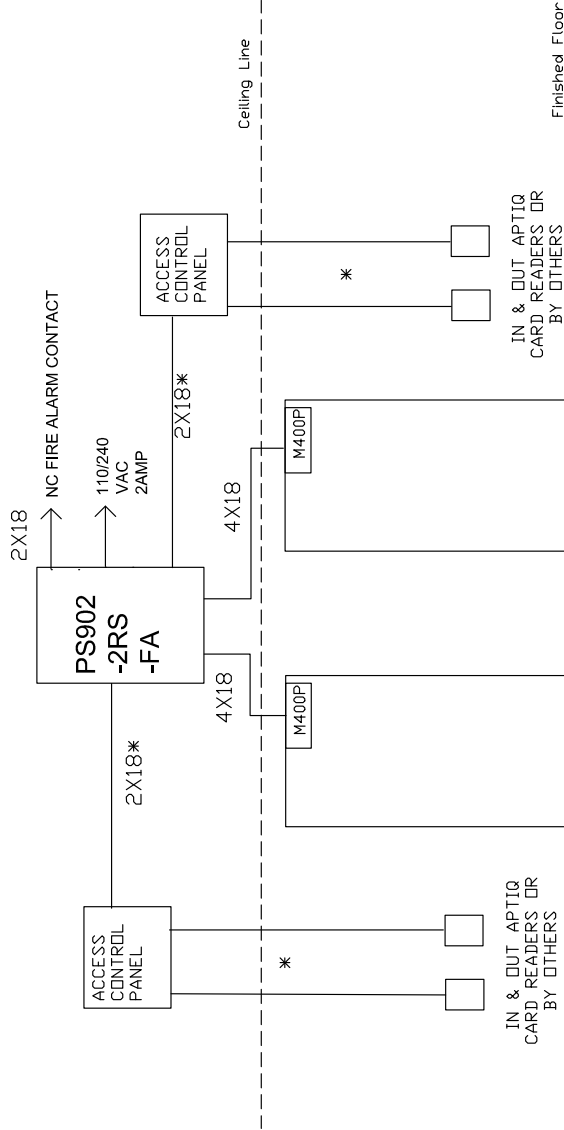 2X18
NC FIRE ALARM CONTACT
110/240
VAC
2AMP
PS902
-2RS
-FA
2X18*
2X18*
ACCESS
CONTROL
PANEL
ACCESS
CONTROL
PANEL
4X18
4X18
Ceiling Line
*
*
M400P
M400P
IN & OUT APTIQ
CARD READERS OR
BY OTHERS
IN & OUT APTIQ
CARD READERS OR
BY OTHERS
Finished Floor